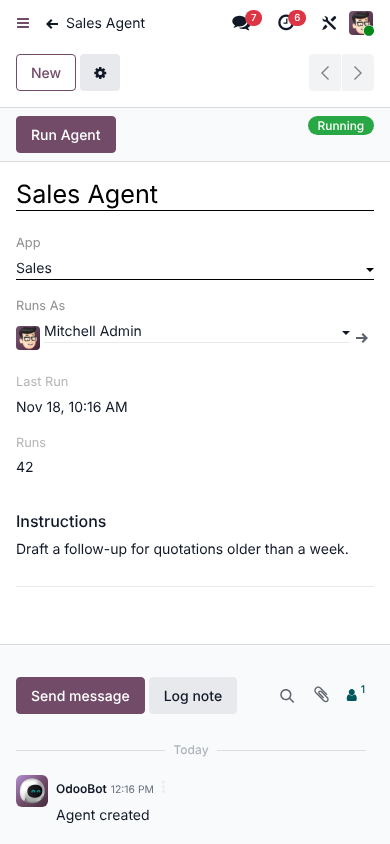 Sales Agent
7
6
New
Run Agent
Running
Sales Agent
App
Sales
Runs As
Mitchell Admin
Last Run
Nov 18, 10:16 AM
Runs
42
Instructions
Draft a follow-up for quotations older than a week.
Send message
Log note
1
Today
OdooBot 12:16 PM
Agent created